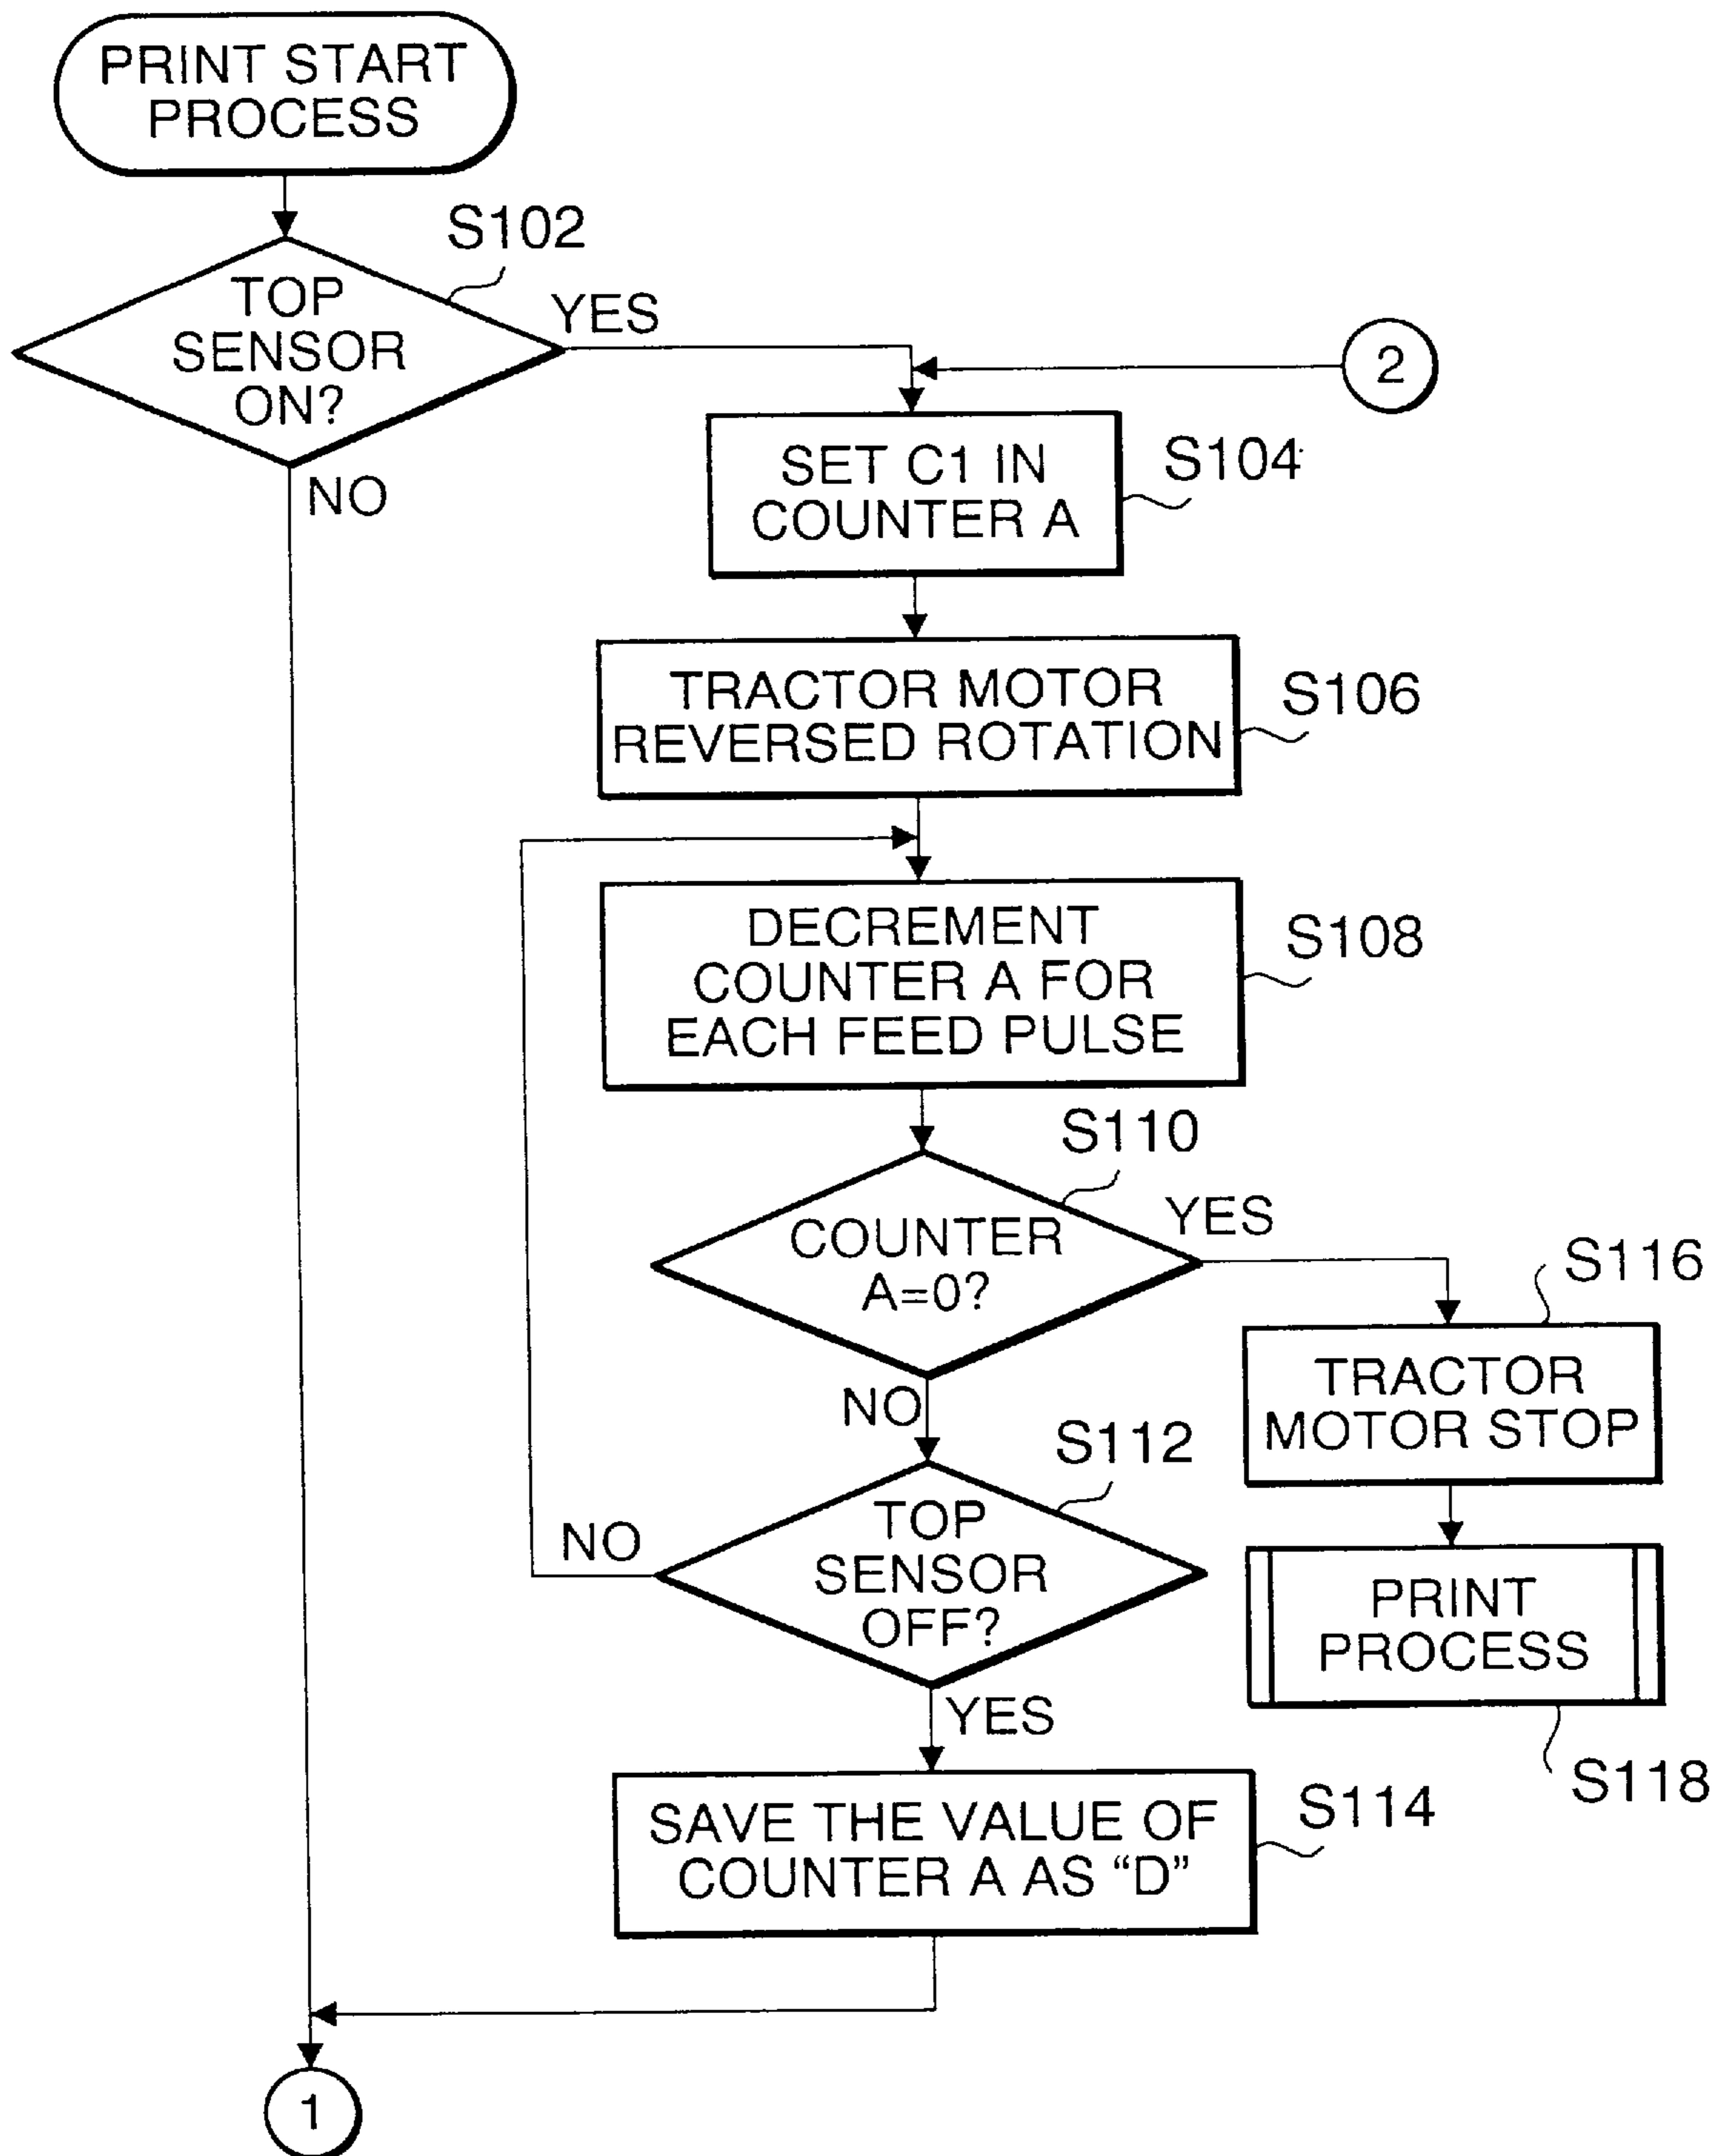 PRINT START
PROCESS
S102
TOP
SENSOR
ON?
YES
NO
2
SET C1 IN
COUNTER A
S104
TRACTOR MOTOR
REVERSED ROTATION
S106
DECREMENT
COUNTER A FOR
EACH FEED PULSE
S108
S110
COUNTER
A=0?
YES
NO
S116
TRACTOR
MOTOR STOP
S112
TOP
SENSOR
OFF?
NO
YES
PRINT
PROCESS
S118
SAVE THE VALUE OF
COUNTER A AS “D”
S114
1